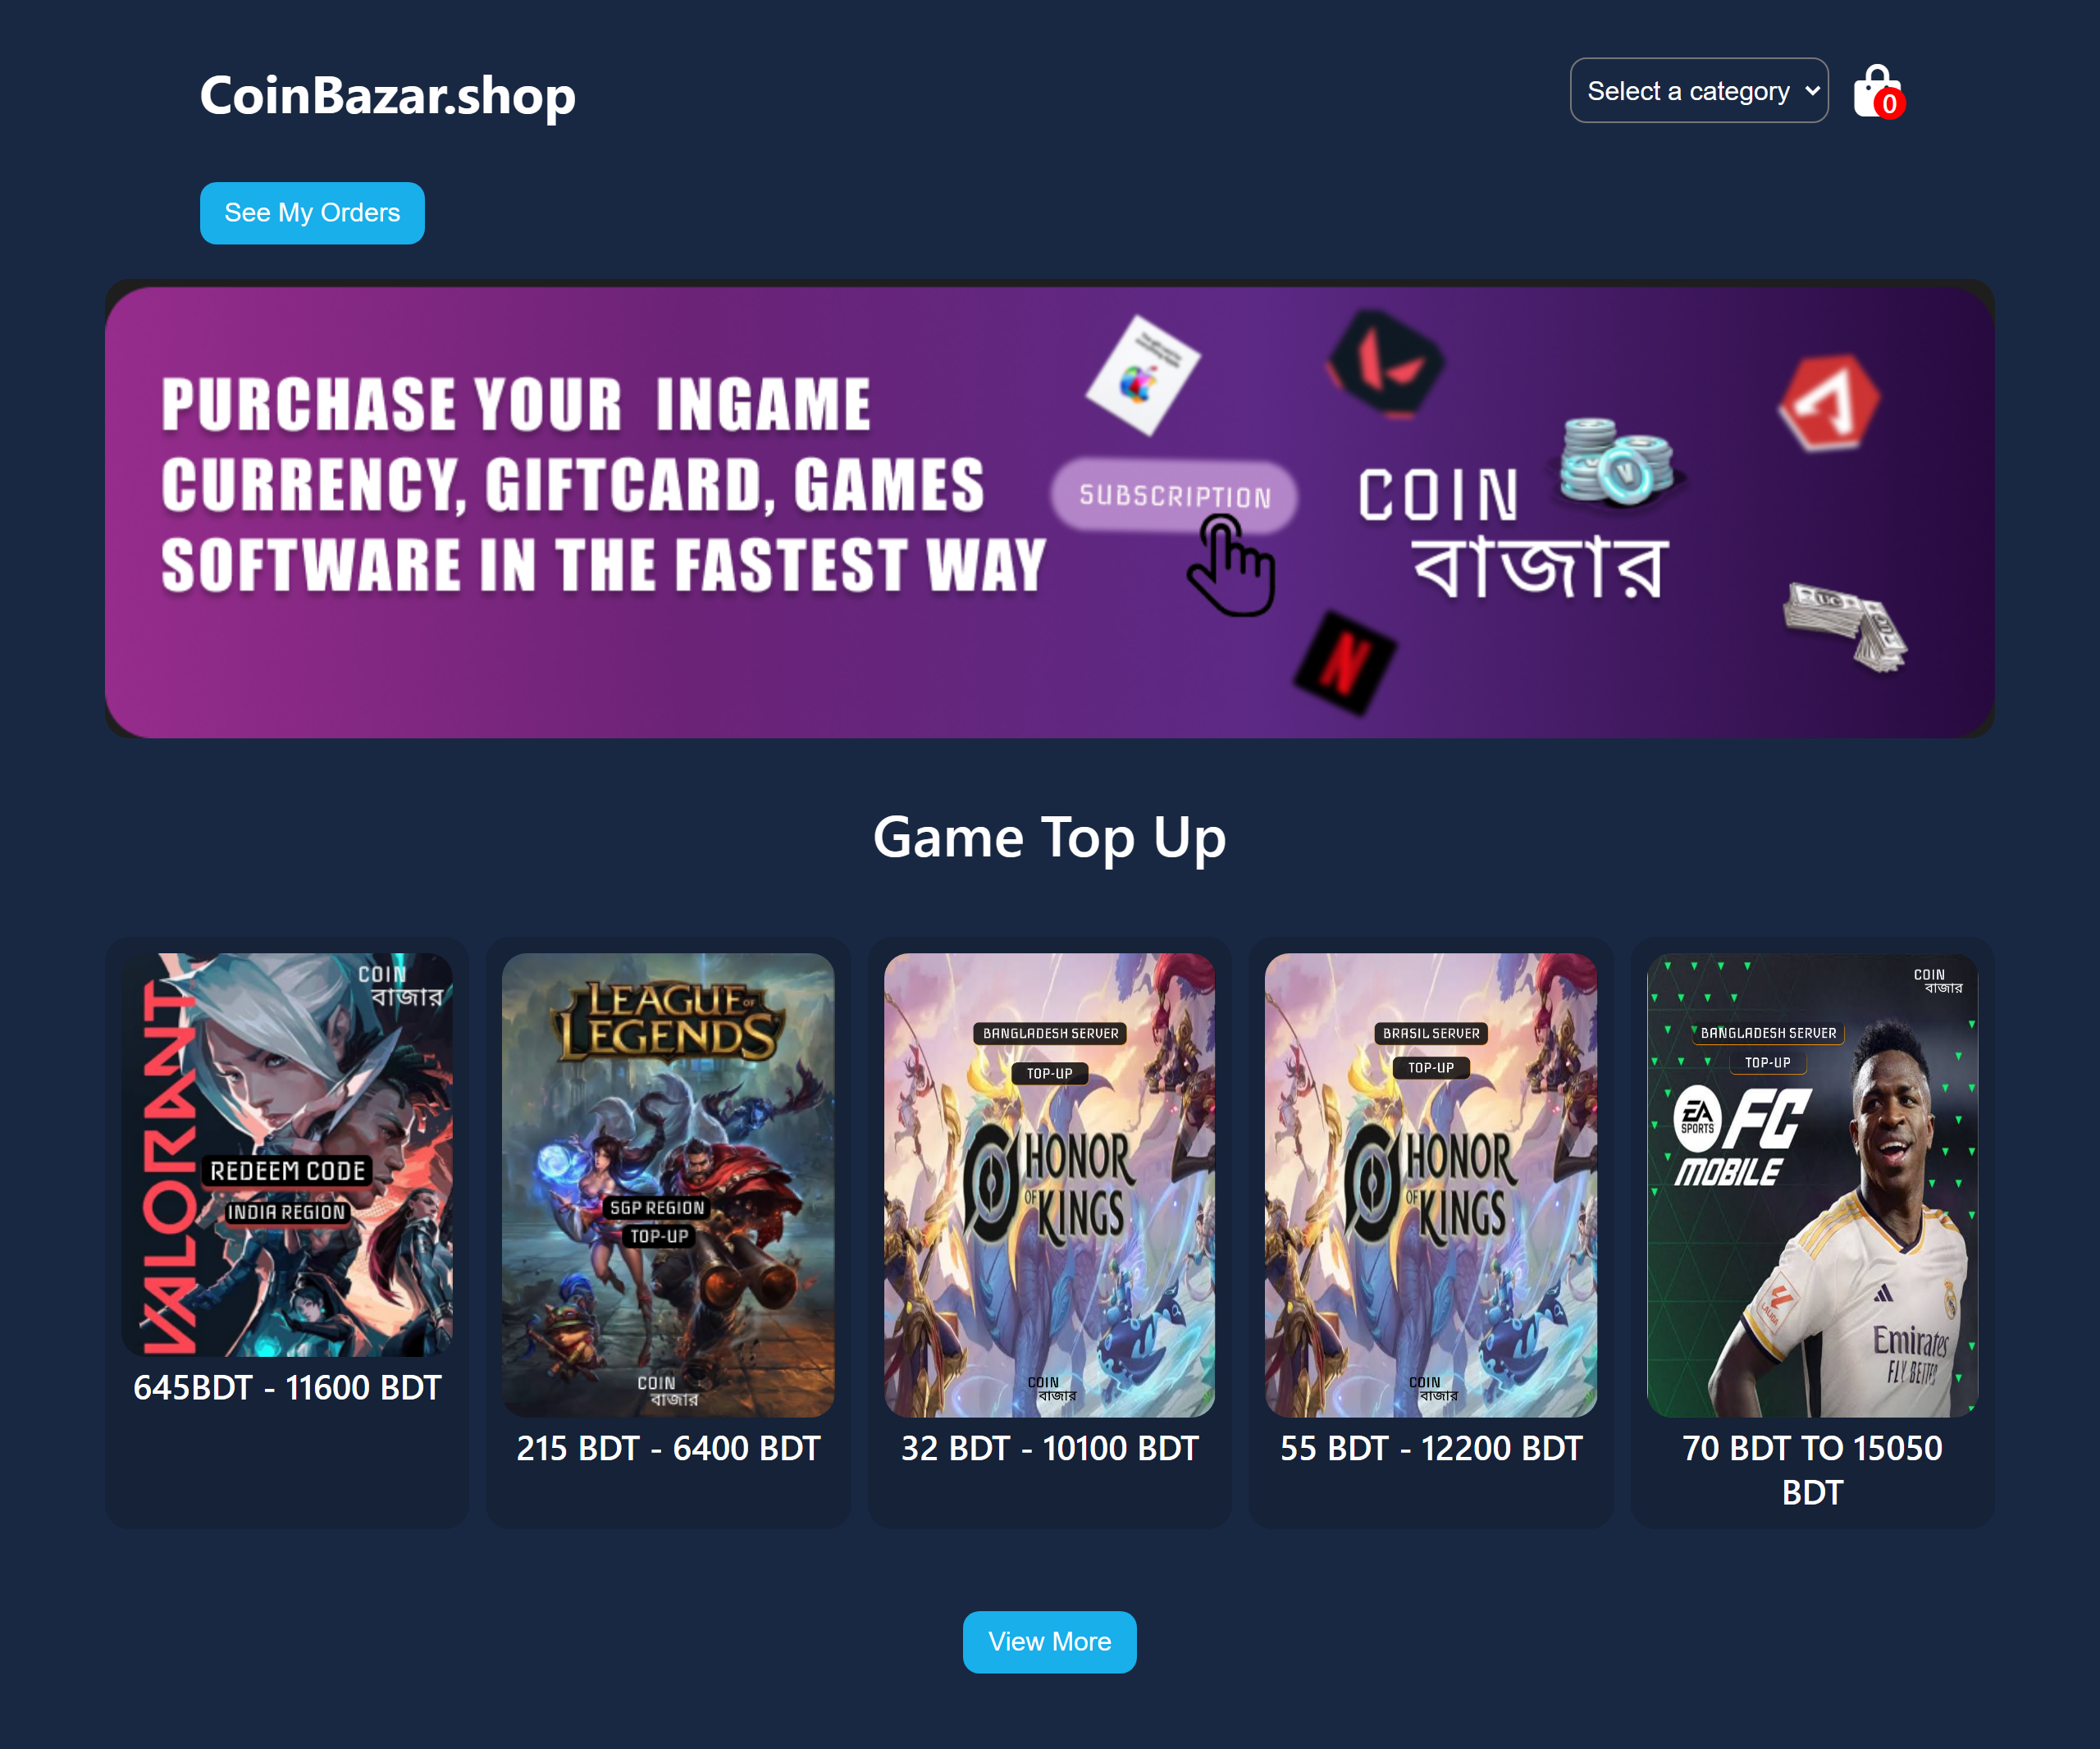 CoinBazar.shop
Select a category
0
See My Orders
PURCHASE YOUR INGAME
CURRENCY, GIFTCARD, GAMES
SOFTWARE IN THE FASTEST WAY
SUBSCRIPTION
COIN
বাজার
N
UC
Game Top Up
VALORANT
COIN
বাজার
REDEEM CODE
INDIA REGION
645BDT - 11600 BDT
LEAGUE OF
LEGENDS
SGP REGION
TOP-UP
COIN
বাজার
215 BDT - 6400 BDT
BANGLADESH SERVER
TOP-UP
HONOR
OF KINGS
COIN
বাজার
32 BDT - 10100 BDT
BRASIL SERVER
TOP-UP
HONOR
OF KINGS
COIN
বাজার
55 BDT - 12200 BDT
COIN
বাজার
BANGLADESH SERVER
TOP-UP
EA SPORTS FC
MOBILE
LALIGA
Emirates
FLY BETTER
70 BDT TO 15050
BDT
View More